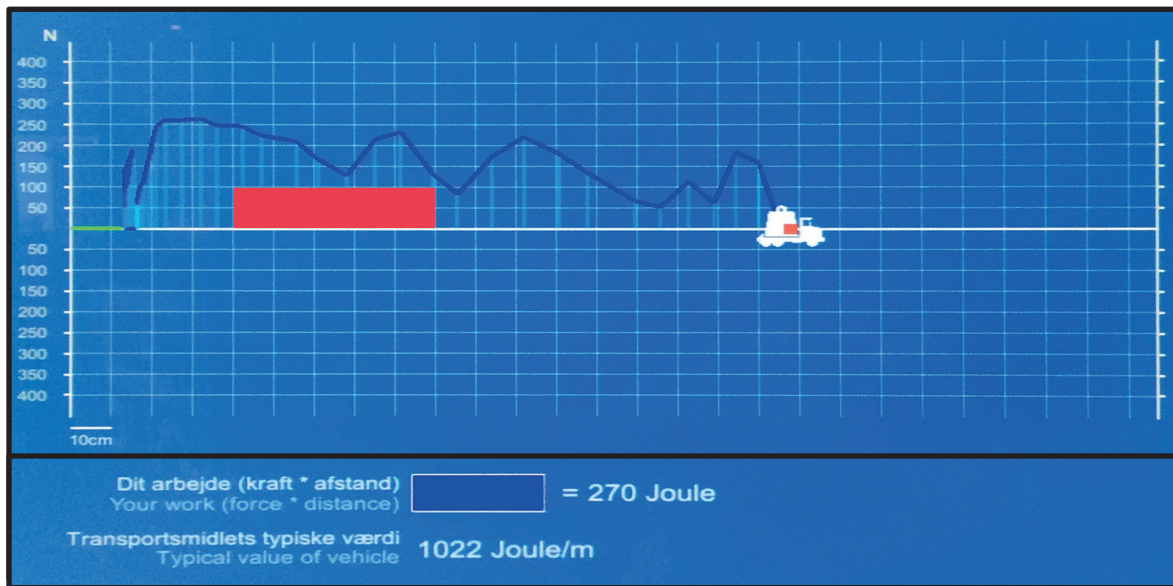 N
400
350
300
250
200
150
100
50
50
100
150
200
250
300
350
400
10cm
Dit arbejde (kraft * afstand)
Your work (force * distance)
= 270 Joule
Transportsmidlets typiske værdi
Typical value of vehicle
1022 Joule/m